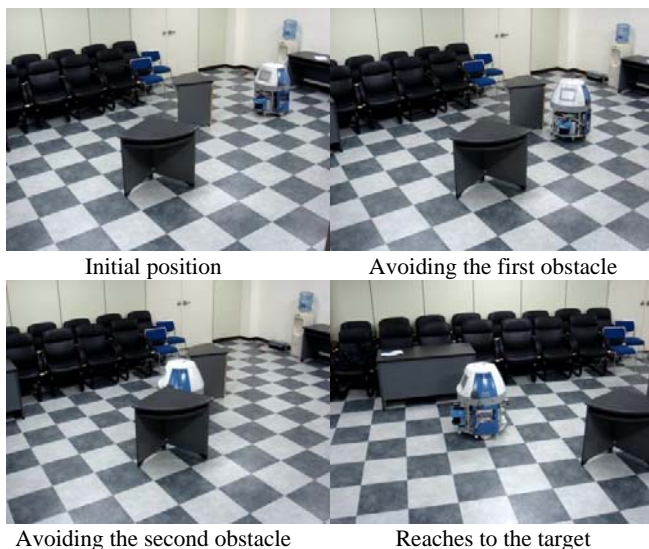 Initial position
Avoiding the first obstacle
Avoiding the second obstacle
Reaches to the target